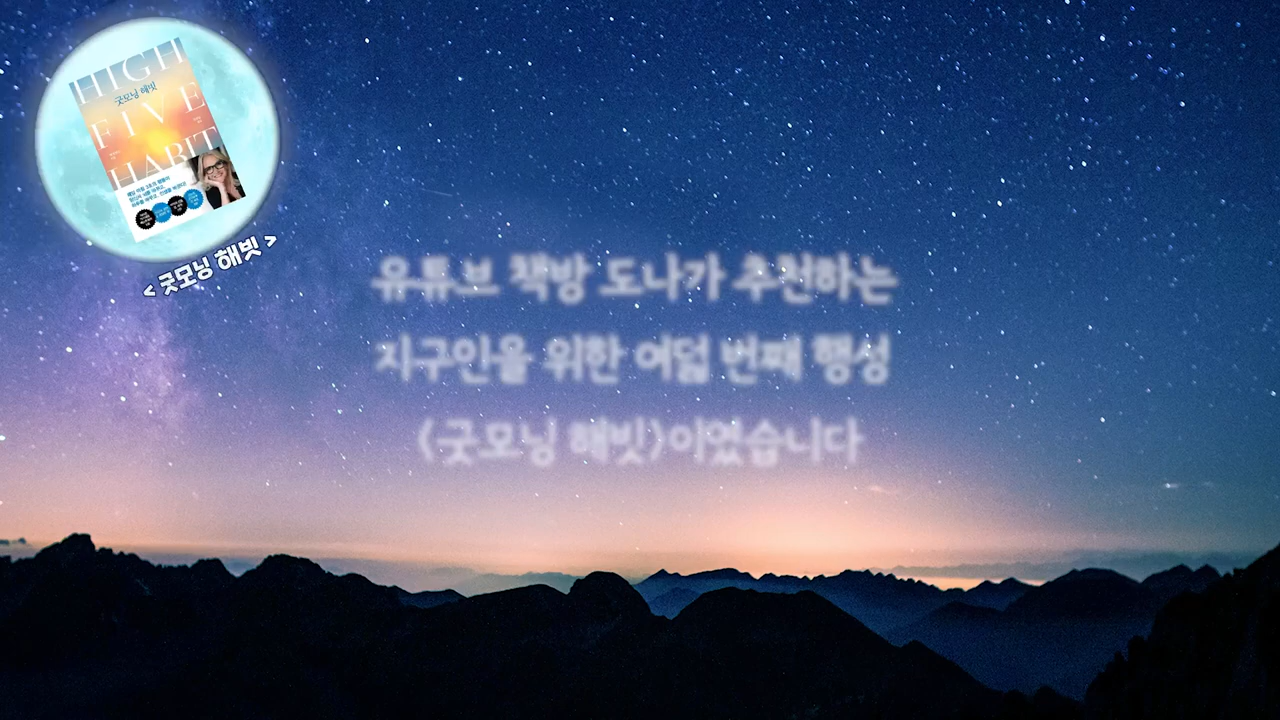 HIGH
굿모닝 해빗
FIVE
HABIT
< 굿모닝 해빗 >
유튜브 책방 도나가 추천하는
지구인을 위한 여덟 번째 행성
<굿모닝 해빗>이었습니다